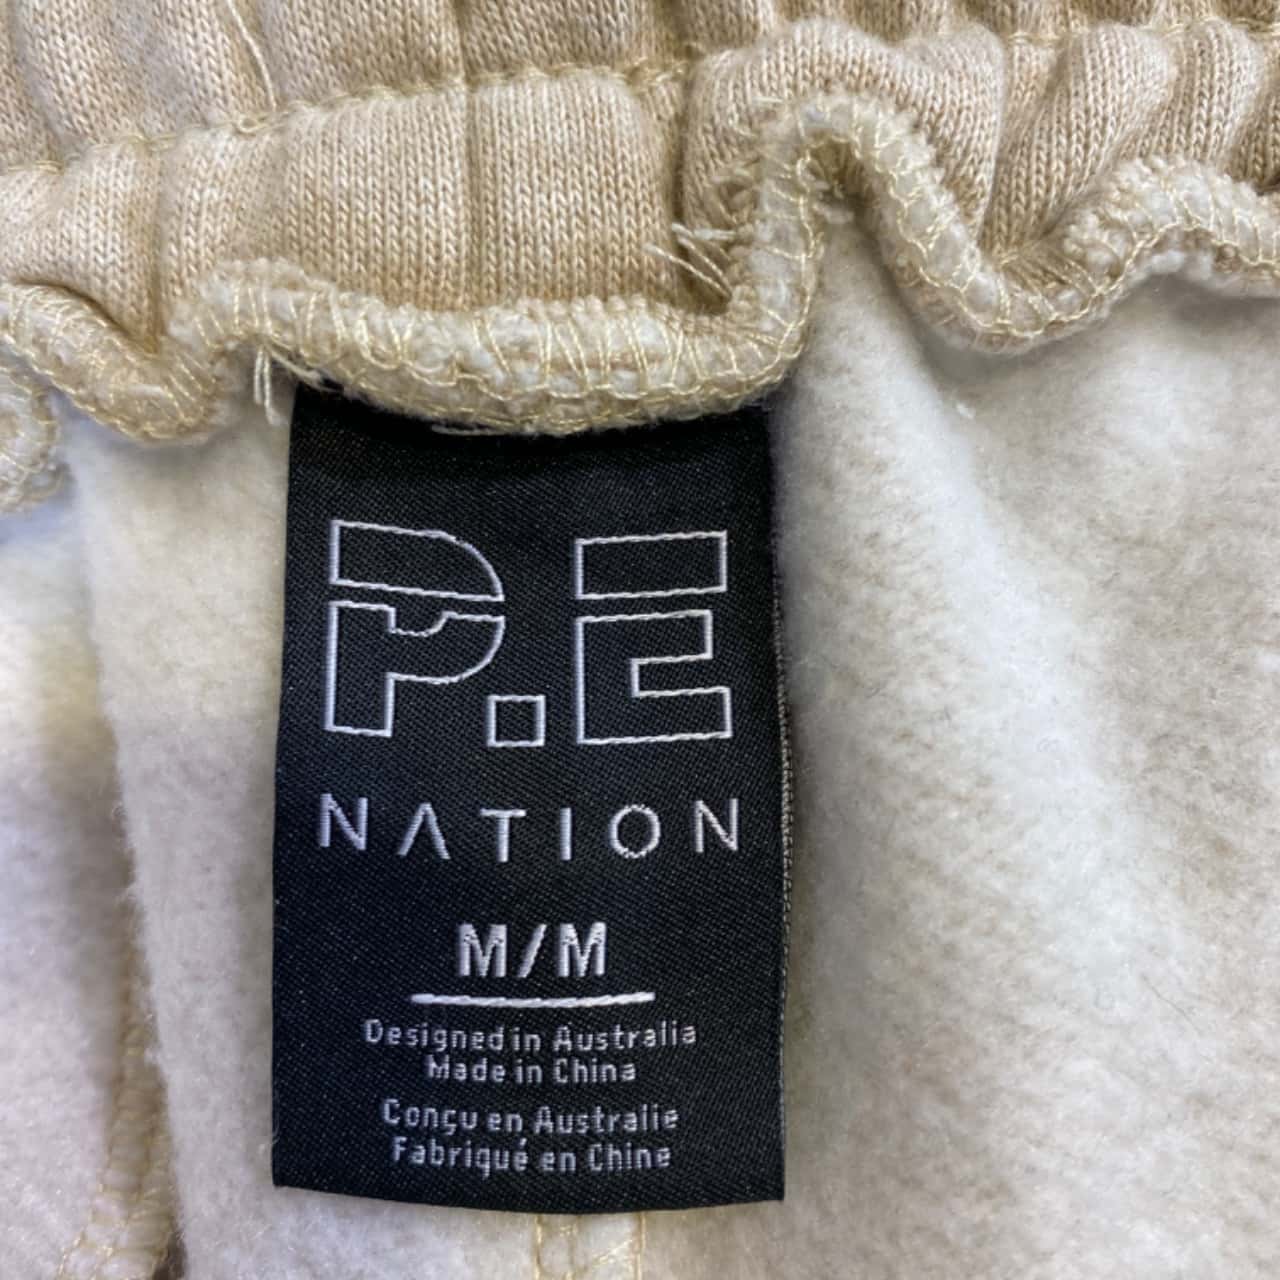 P.E
NATION
M/M
Designed in Australia
Made in China
Conçu en Australie
Fabriqué en Chine